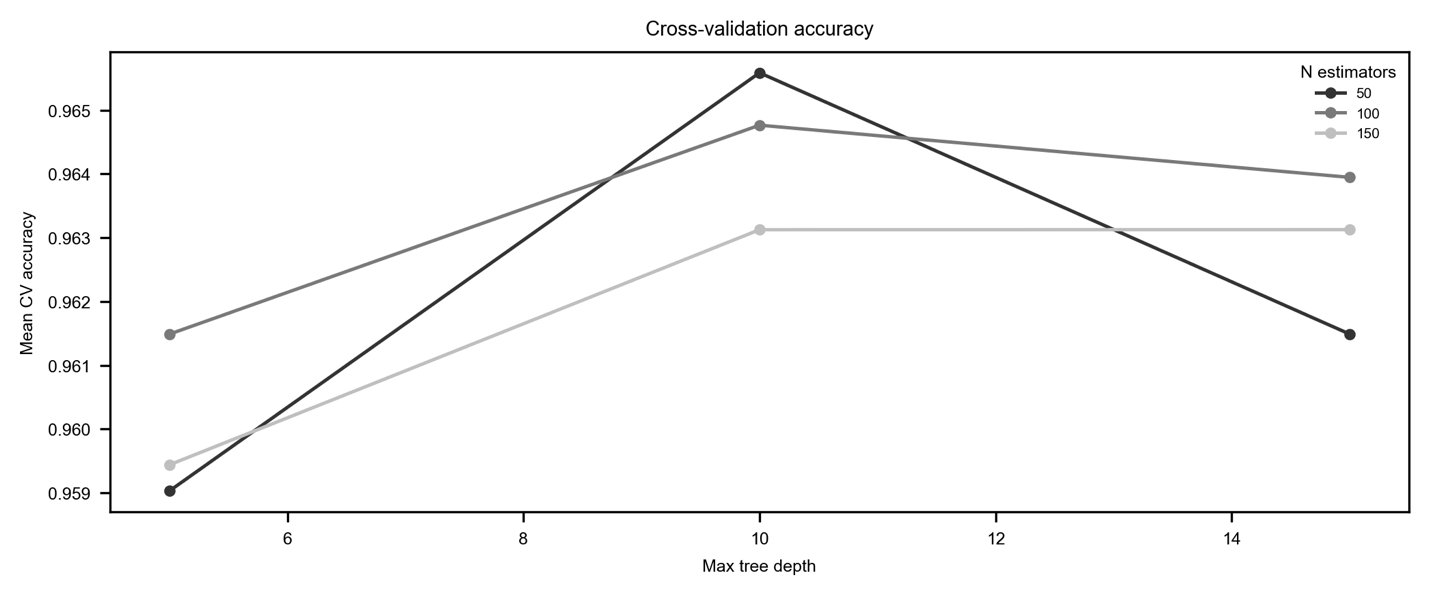 Cross-validation accuracy
N estimators
50
100
150
0.965
0.964
0.963
0.962
0.961
0.960
0.959
Mean CV accuracy
6 8 10 12 14
Max tree depth